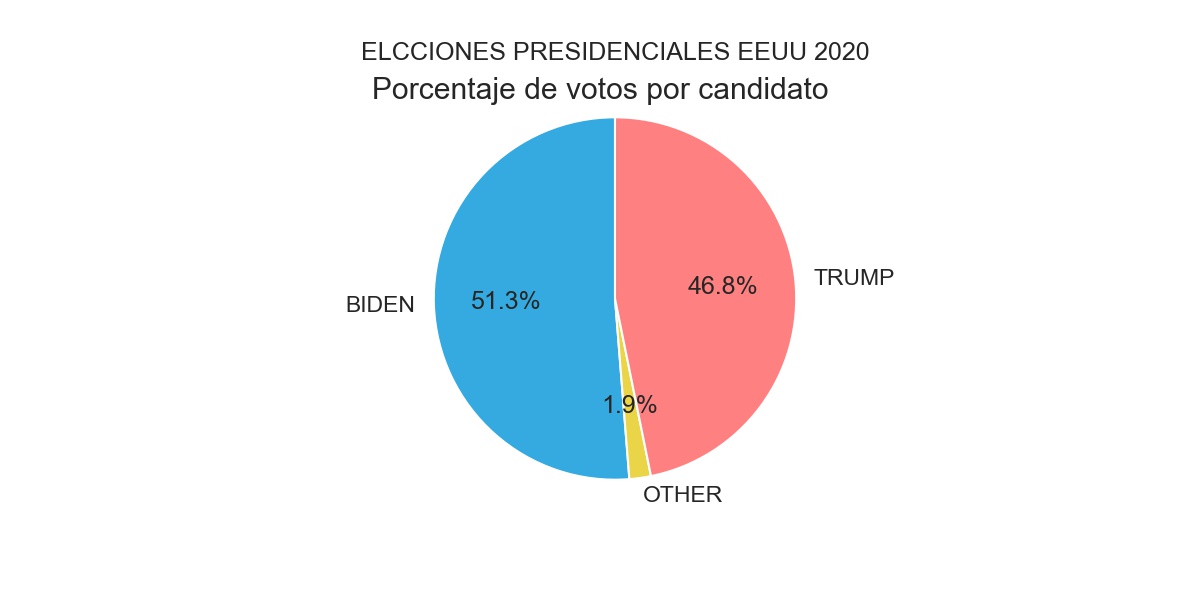 ELCCIONES PRESIDENCIALES EEUU 2020
Porcentaje de votos por candidato
TRUMP
46.8%
BIDEN
51.3%
1.9%
OTHER